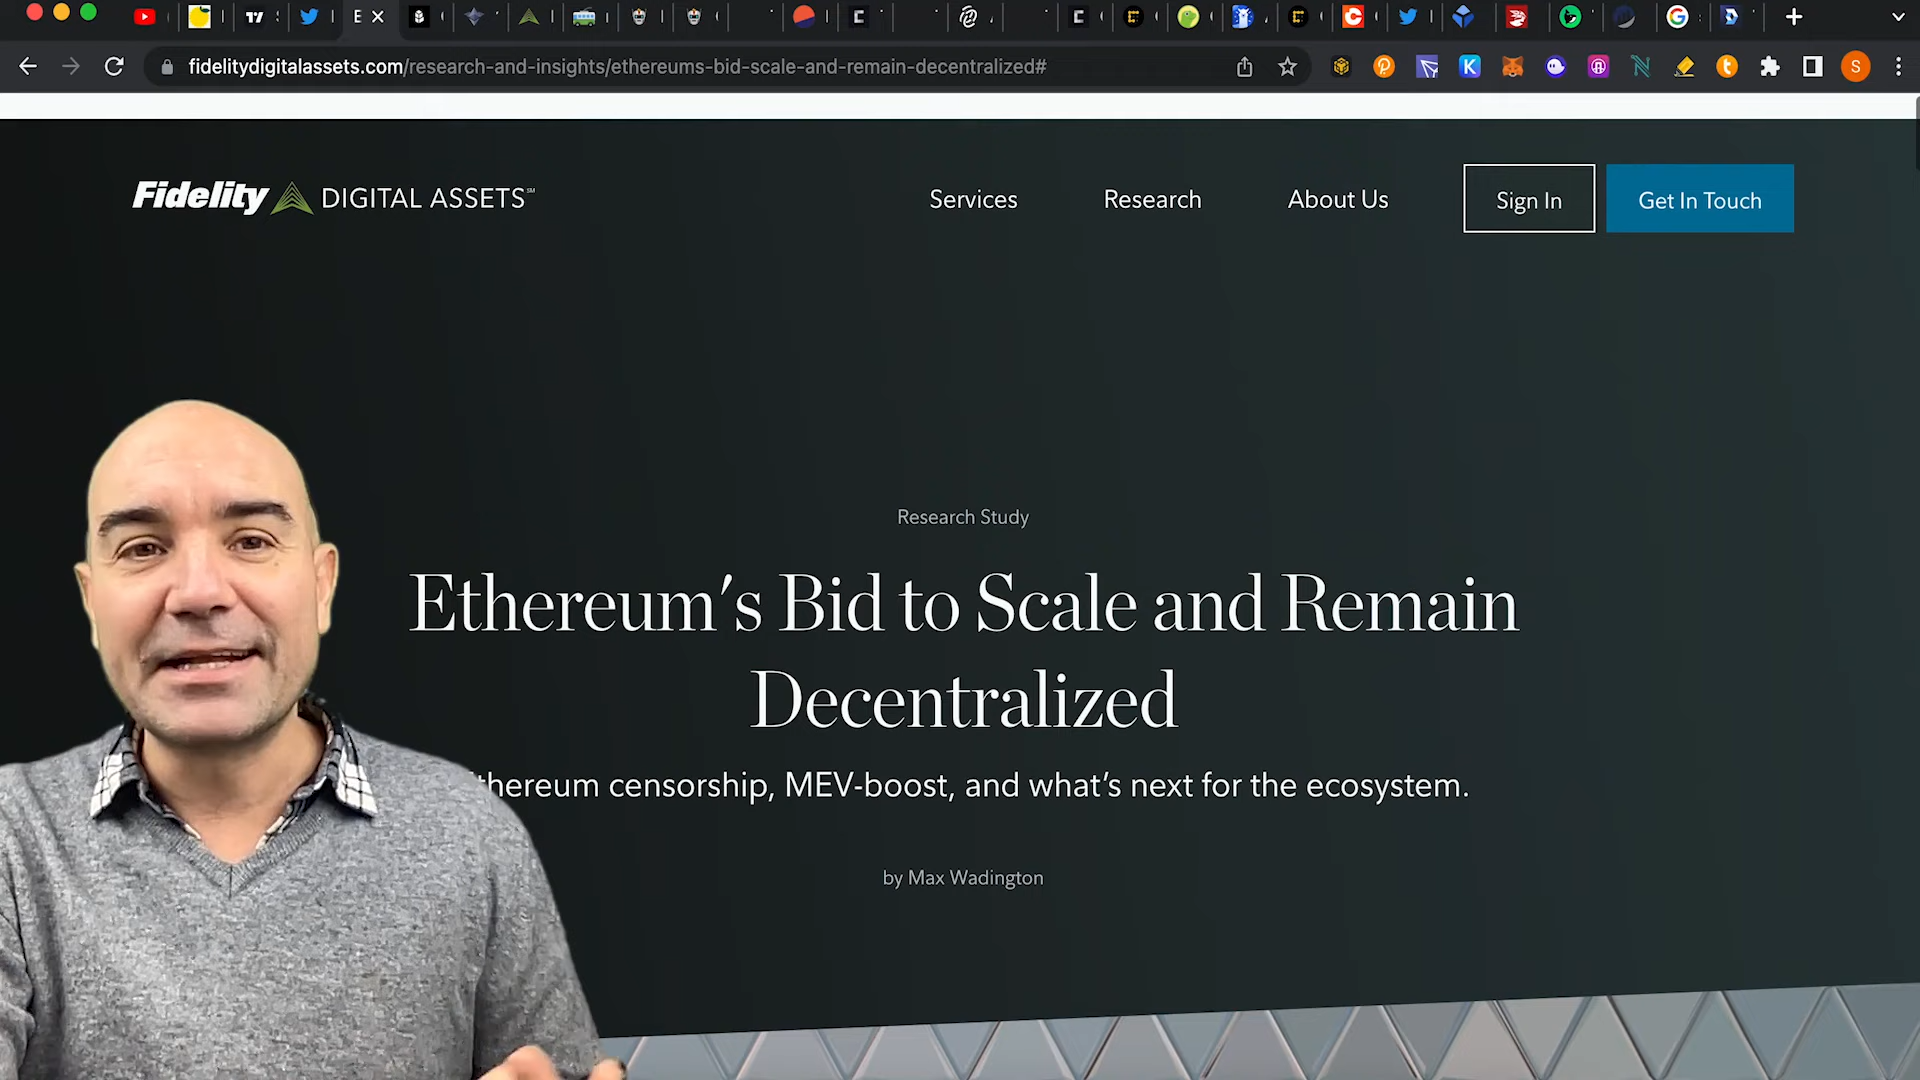 fidelitydigitalassets.com/research-and-insights/ethereums-bid-scale-and-remain-decentralized#
Fidelity DIGITAL ASSETS℠
Services
Research
About Us
Sign In
Get In Touch
Research Study
Ethereum's Bid to Scale and Remain
Decentralized
thereum censorship, MEV-boost, and what’s next for the ecosystem.
by Max Wadington